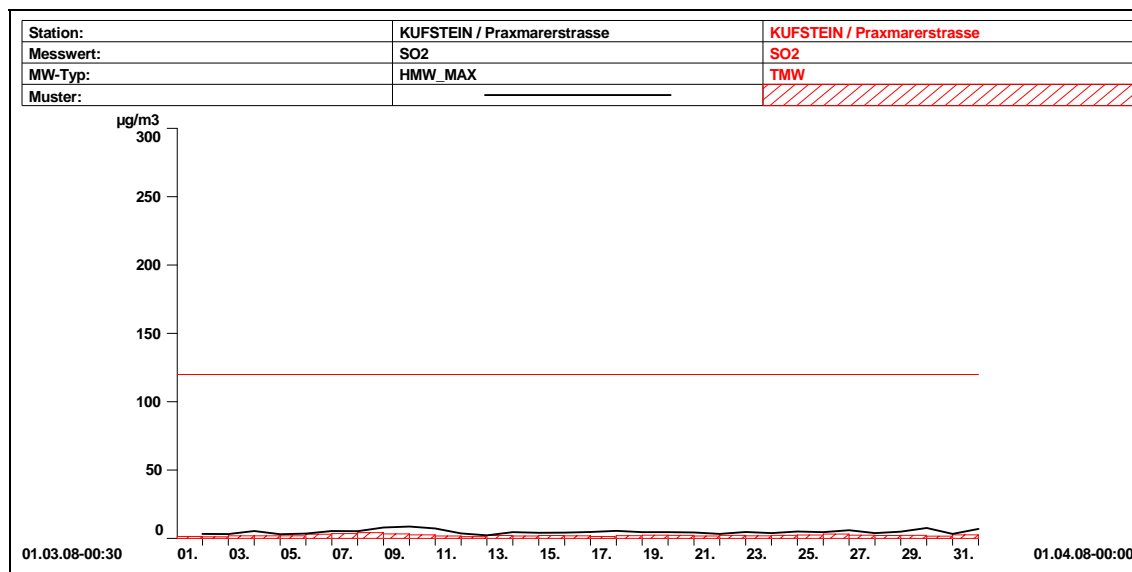 Station: KUFSTEIN / Praxmarerstrasse KUFSTEIN / Praxmarerstrasse
Messwert: SO2 SO2
MW-Typ: HMW_MAX TMW
Muster:
µg/m3
300
250
200
150
100
50
0
01.03.08-00:30 01. 03. 05. 07. 09. 11. 13. 15. 17. 19. 21. 23. 25. 27. 29. 31. 01.04.08-00:00